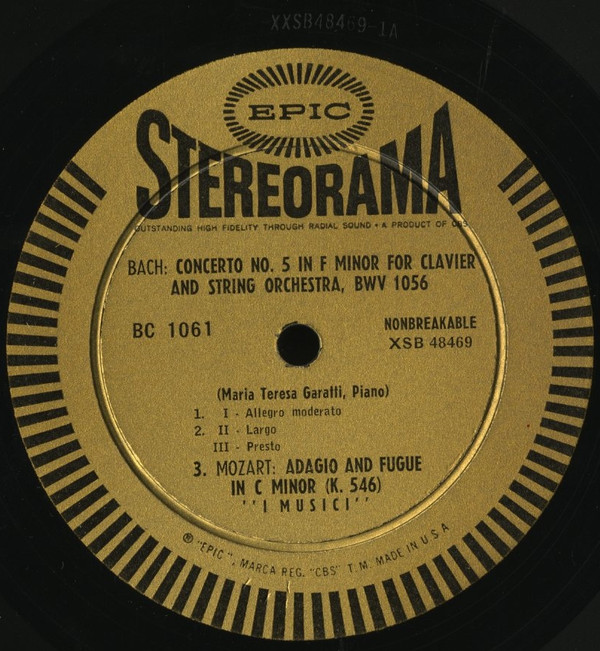 XXSB48469-1A
EPIC
STEREORAMA
OUTSTANDING HIGH FIDELITY THROUGH RADIAL SOUND • A PRODUCT OF CBS
BACH: CONCERTO NO. 5 IN F MINOR FOR CLAVIER
AND STRING ORCHESTRA, BWV 1056
BC 1061
NONBREAKABLE
XSB 48469
(Maria Teresa Garatti, Piano)
1. I - Allegro moderato
2. II - Largo
III - Presto
3. MOZART: ADAGIO AND FUGUE
IN C MINOR (K. 546)
''I MUSICI''
® "EPIC", MARCA REG. "CBS" T.M. MADE IN U.S.A